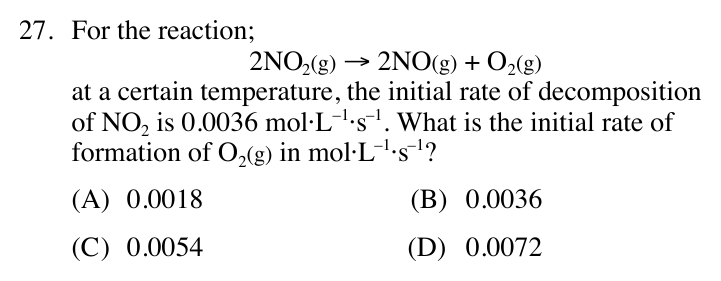 27. For the reaction;
2NO₂(g) → 2NO(g) + O₂(g)
at a certain temperature, the initial rate of decomposition
of NO₂ is 0.0036 mol·L⁻¹·s⁻¹. What is the initial rate of
formation of O₂(g) in mol·L⁻¹·s⁻¹?
(A) 0.0018 (B) 0.0036
(C) 0.0054 (D) 0.0072